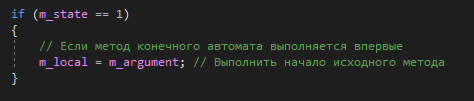 if (m_state == 1)
{
// Если метод конечного автомата выполняется впервые
m_local = m_argument; // Выполнить начало исходного метода
}